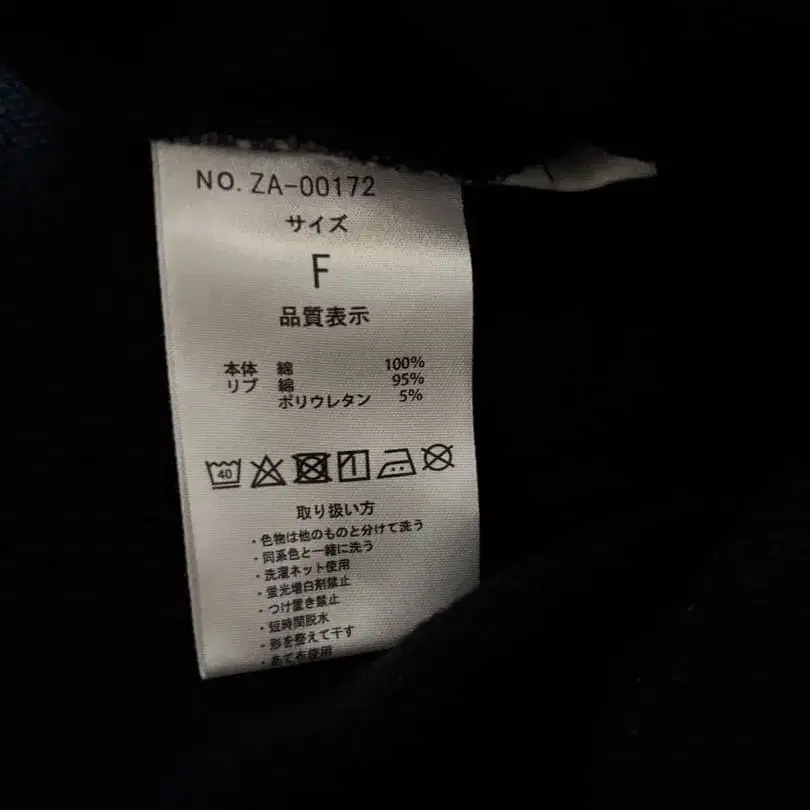 NO. ZA-00172
サイズ
F
品質表示
本体 綿 100%
リブ 綿 95%
ポリウレタン 5%
40
取り扱い方
・色物は他のものと分けて洗う
・同系色と一緒に洗う
・洗濯ネット使用
・蛍光増白剤禁止
・つけ置き禁止
・短時間脱水
・形を整えて干す
・あて布使用